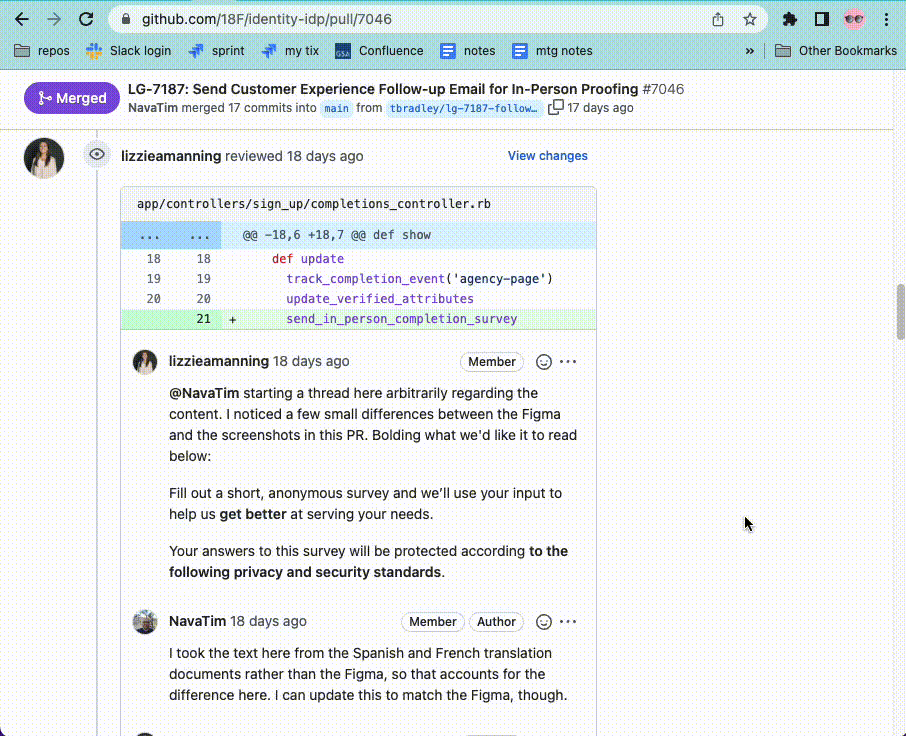 github.com/18F/identity-idp/pull/7046
repos Slack login sprint my tix GSA Confluence notes mtg notes » Other Bookmarks
Merged
LG-7187: Send Customer Experience Follow-up Email for In-Person Proofing #7046
NavaTim merged 17 commits into main from tbradley/lg-7187-follow… 17 days ago
lizzieamanning reviewed 18 days ago View changes
app/controllers/sign_up/completions_controller.rb
... ... @@ -18,6 +18,7 @@ def show
18 18 def update
19 19 track_completion_event('agency-page')
20 20 update_verified_attributes
21 + send_in_person_completion_survey
lizzieamanning 18 days ago Member
@NavaTim starting a thread here arbitrarily regarding the
content. I noticed a few small differences between the Figma
and the screenshots in this PR. Bolding what we'd like it to read
below:
Fill out a short, anonymous survey and we’ll use your input to
help us get better at serving your needs.
Your answers to this survey will be protected according to the
following privacy and security standards.
NavaTim 18 days ago Member Author
I took the text here from the Spanish and French translation
documents rather than the Figma, so that accounts for the
difference here. I can update this to match the Figma, though.